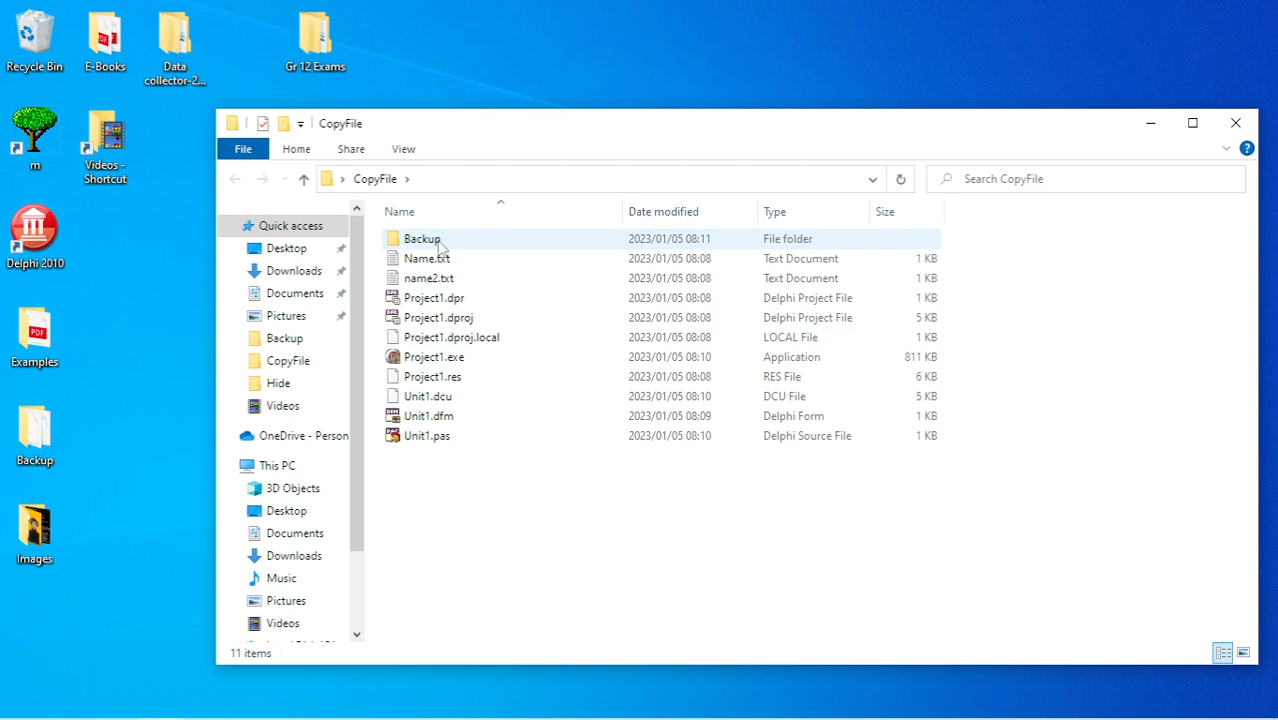 Recycle Bin
E-Books
Data
collector-2...
Gr 12 Exams
m
Videos -
Shortcut
Delphi 2010
Examples
Backup
Images
CopyFile
File
Home
Share
View
CopyFile
Search CopyFile
Name
Date modified
Type
Size
Backup 2023/01/05 08:11 File folder
Name.txt 2023/01/05 08:08 Text Document 1 KB
name2.txt 2023/01/05 08:08 Text Document 1 KB
Project1.dpr 2023/01/05 08:08 Delphi Project File 1 KB
Project1.dproj 2023/01/05 08:08 Delphi Project File 5 KB
Project1.dproj.local 2023/01/05 08:08 LOCAL File 1 KB
Project1.exe 2023/01/05 08:10 Application 811 KB
Project1.res 2023/01/05 08:08 RES File 6 KB
Unit1.dcu 2023/01/05 08:10 DCU File 5 KB
Unit1.dfm 2023/01/05 08:09 Delphi Form 1 KB
Unit1.pas 2023/01/05 08:10 Delphi Source File 1 KB
Quick access
Desktop
Downloads
Documents
Pictures
Backup
CopyFile
Hide
Videos
OneDrive - Person
This PC
3D Objects
Desktop
Documents
Downloads
Music
Pictures
Videos
11 items